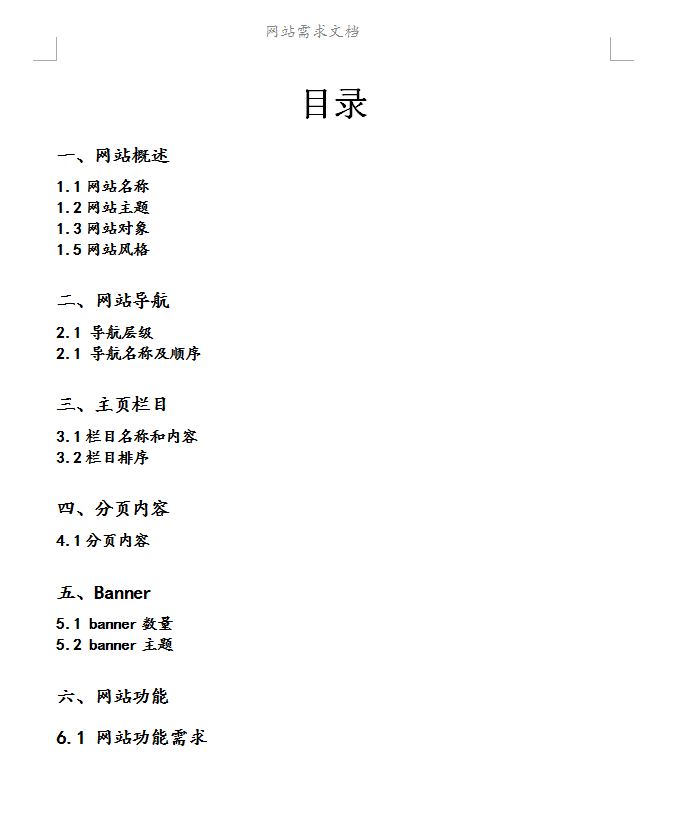 网站需求文档
目录
一、网站概述
1.1网站名称
1.2网站主题
1.3网站对象
1.5网站风格
二、网站导航
2.1 导航层级
2.1 导航名称及顺序
三、主页栏目
3.1栏目名称和内容
3.2栏目排序
四、分页内容
4.1分页内容
五、Banner
5.1 banner 数量
5.2 banner 主题
六、网站功能
6.1 网站功能需求